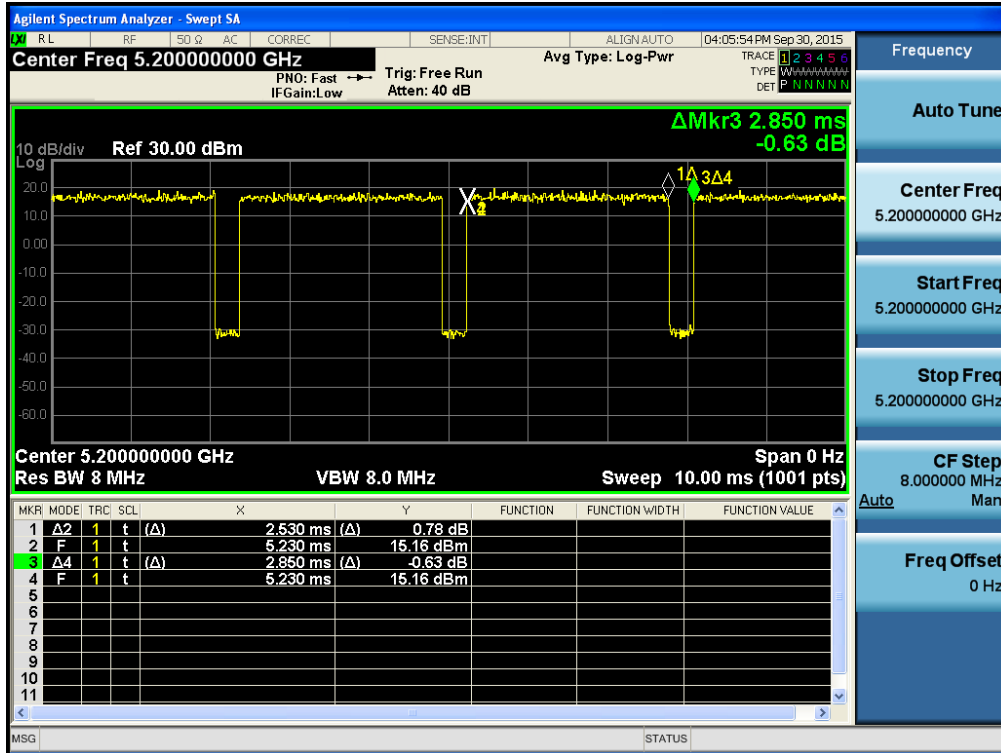 Agilent Spectrum Analyzer - Swept SA
LXI RL RF 50 Ω AC CORREC SENSE:INT ALIGN AUTO 04:05:54 PM Sep 30, 2015
Center Freq 5.200000000 GHz
PNO: Fast
IFGain:Low
Trig: Free Run
Atten: 40 dB
Avg Type: Log-Pwr
TRACE 1 2 3 4 5 6
TYPE
DET P N N N N N
ΔMkr3 2.850 ms
-0.63 dB
10 dB/div Ref 30.00 dBm
Log
20.0
10.0
0.00
-10.0
-20.0
-30.0
-40.0
-50.0
-60.0
1Δ 3Δ4
Center 5.200000000 GHz Span 0 Hz
Res BW 8 MHz VBW 8.0 MHz Sweep 10.00 ms (1001 pts)
MKR MODE TRC SCL X Y FUNCTION FUNCTION WIDTH FUNCTION VALUE
1 Δ2 1 t (Δ) 2.530 ms (Δ) 0.78 dB
2 F 1 t 5.230 ms 15.16 dBm
3 Δ4 1 t (Δ) 2.850 ms (Δ) -0.63 dB
4 F 1 t 5.230 ms 15.16 dBm
5
6
7
8
9
10
11
MSG STATUS
Frequency
Auto Tune
Center Freq
5.200000000 GHz
Start Freq
5.200000000 GHz
Stop Freq
5.200000000 GHz
CF Step
8.000000 MHz
Auto Man
Freq Offset
0 Hz